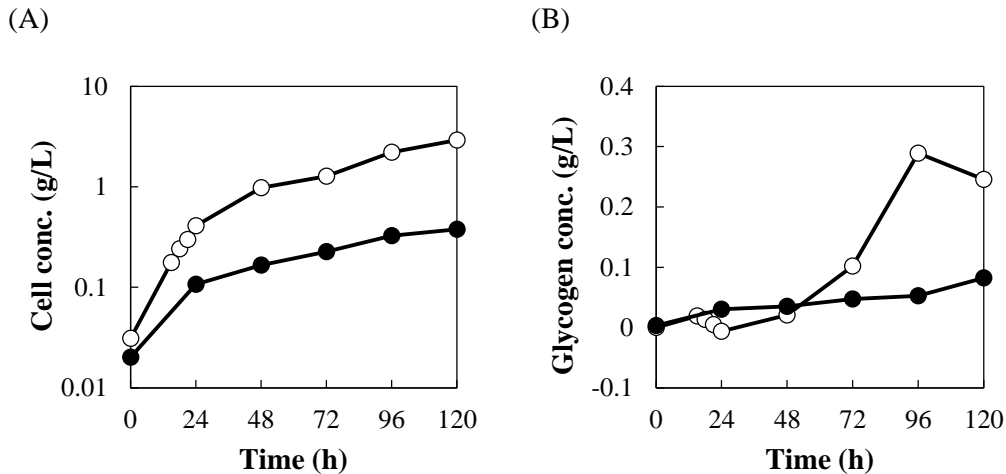 (A)
(B)
Cell conc. (g/L)
10
1
0.1
0.01
0 24 48 72 96 120
Time (h)
Glycogen conc. (g/L)
0.4
0.3
0.2
0.1
0
-0.1
0 24 48 72 96 120
Time (h)